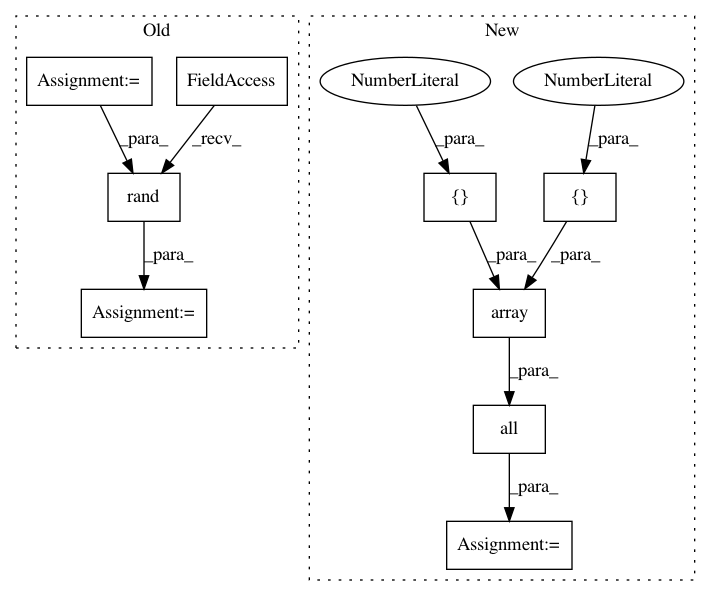 Old
New
Assignment:=
FieldAccess
NumberLiteral
NumberLiteral
_para_
_recv_
_para_
_para_
rand
{}
{}
_para_
_para_
_para_
Assignment:=
array
_para_
all
_para_
Assignment:=